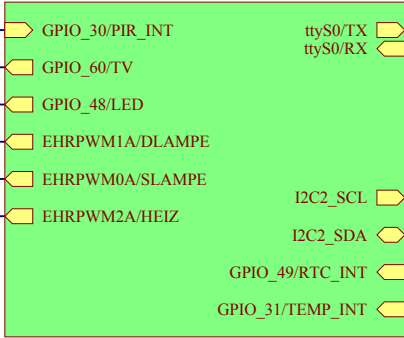 GPIO_30/PIR_INT
GPIO_60/TV
GPIO_48/LED
EHRPWM1A/DLAMPE
EHRPWM0A/SLAMPE
EHRPWM2A/HEIZ
ttyS0/TX
ttyS0/RX
I2C2_SCL
I2C2_SDA
GPIO_49/RTC_INT
GPIO_31/TEMP_INT